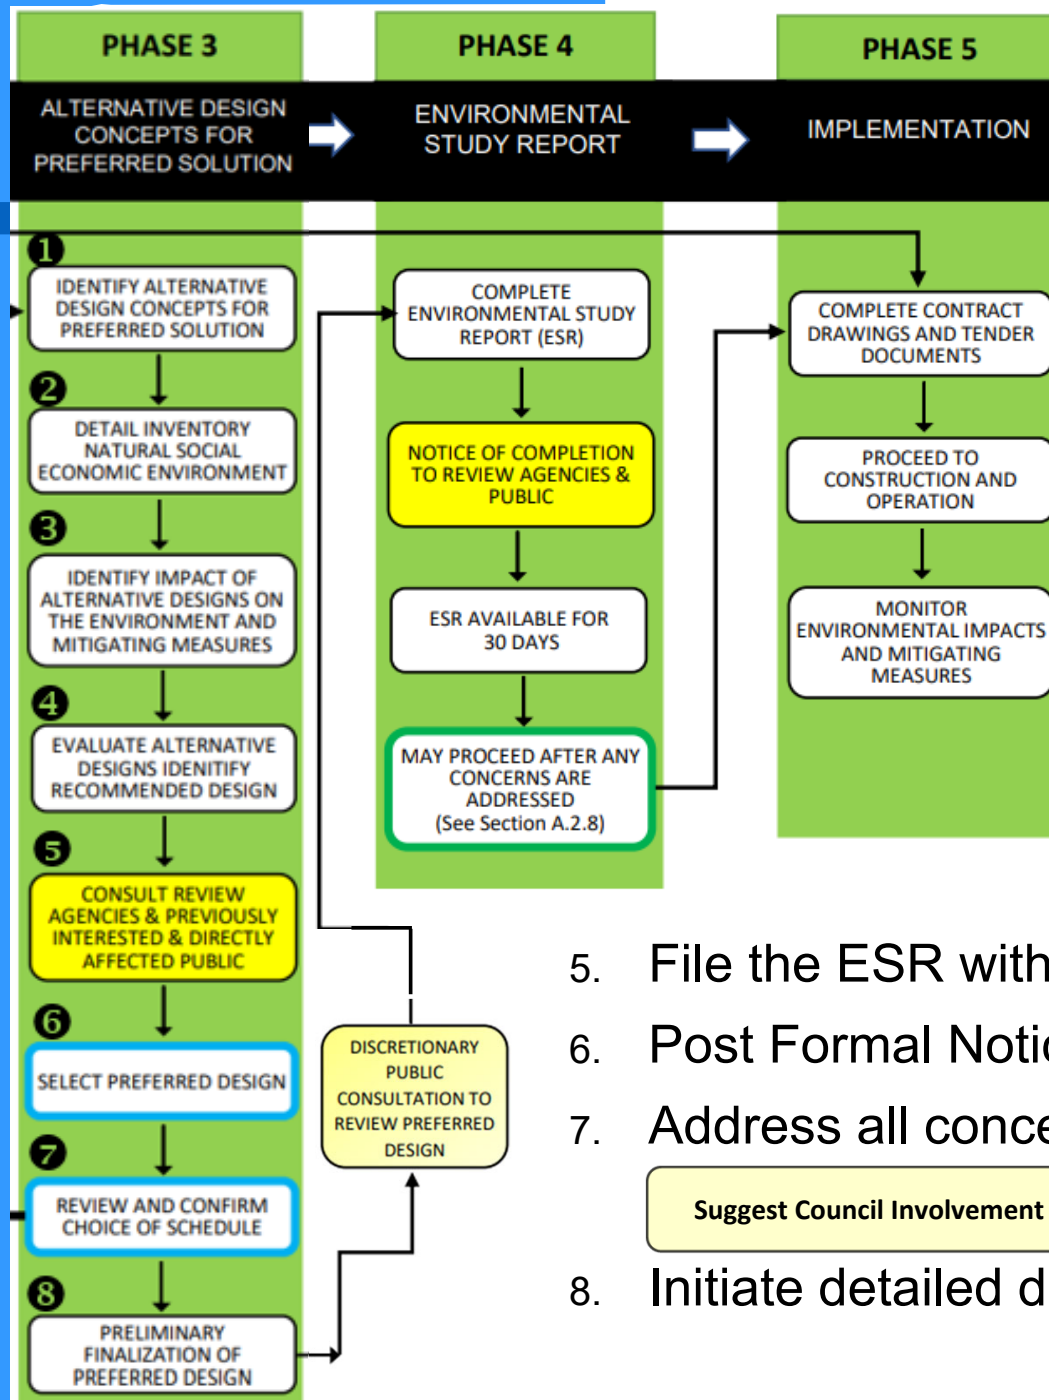 PHASE 3
ALTERNATIVE DESIGN
CONCEPTS FOR
PREFERRED SOLUTION
1
IDENTIFY ALTERNATIVE
DESIGN CONCEPTS FOR
PREFERRED SOLUTION
2
DETAIL INVENTORY
NATURAL SOCIAL
ECONOMIC ENVIRONMENT
3
IDENTIFY IMPACT OF
ALTERNATIVE DESIGNS ON
THE ENVIRONMENT AND
MITIGATING MEASURES
4
EVALUATE ALTERNATIVE
DESIGNS IDENITIFY
RECOMMENDED DESIGN
5
CONSULT REVIEW
AGENCIES & PREVIOUSLY
INTERESTED & DIRECTLY
AFFECTED PUBLIC
6
SELECT PREFERRED DESIGN
7
REVIEW AND CONFIRM
CHOICE OF SCHEDULE
8
PRELIMINARY
FINALIZATION OF
PREFERRED DESIGN
DISCRETIONARY
PUBLIC
CONSULTATION TO
REVIEW PREFERRED
DESIGN
PHASE 4
ENVIRONMENTAL
STUDY REPORT
COMPLETE
ENVIRONMENTAL STUDY
REPORT (ESR)
NOTICE OF COMPLETION
TO REVIEW AGENCIES &
PUBLIC
ESR AVAILABLE FOR
30 DAYS
MAY PROCEED AFTER ANY
CONCERNS ARE
ADDRESSED
(See Section A.2.8)
PHASE 5
IMPLEMENTATION
COMPLETE CONTRACT
DRAWINGS AND TENDER
DOCUMENTS
PROCEED TO
CONSTRUCTION AND
OPERATION
MONITOR
ENVIRONMENTAL IMPACTS
AND MITIGATING
MEASURES
5. File the ESR with
6. Post Formal Notic
7. Address all conce
Suggest Council Involvement
8. Initiate detailed d